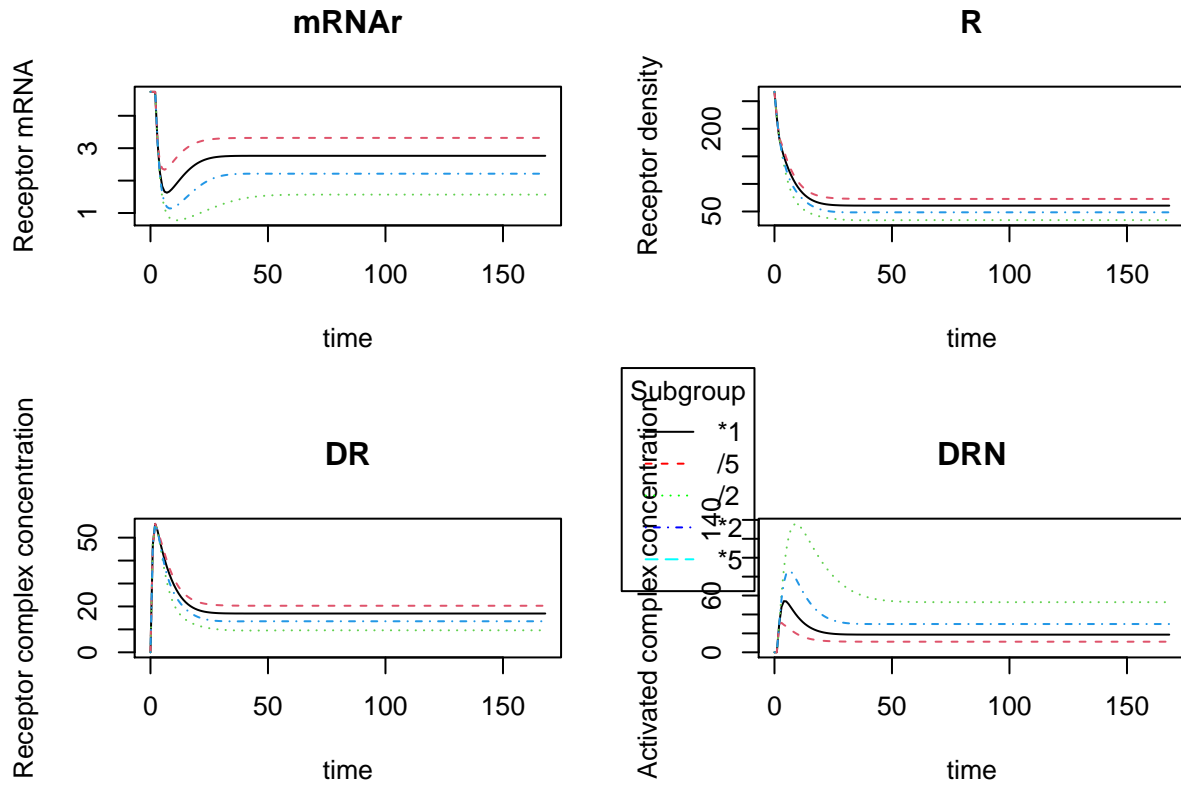 mRNAr
Receptor mRNA
3
1
0 50 100 150
time
R
Receptor density
200
50
0 50 100 150
time
DR
Receptor complex concentration
50
20
0
0 50 100 150
time
Subgroup
*1
/5
/2
*2
*5
DRN
Activated complex concentration
140
60
0
0 50 100 150
time